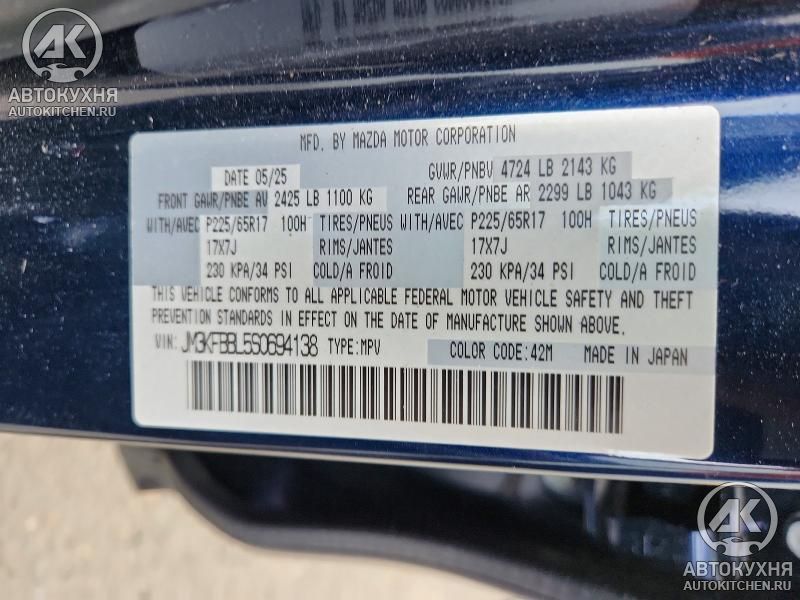 АК
АВТОКУХНЯ
AUTOKITCHEN.RU
MFD. BY MAZDA MOTOR CORPORATION
DATE 05/25 GVWR/PNBV 4724 LB 2143 KG
FRONT GAWR/PNBE AV 2425 LB 1100 KG REAR GAWR/PNBE AR 2299 LB 1043 KG
WITH/AVEC P225/65R17 100H TIRES/PNEUS WITH/AVEC P225/65R17 100H TIRES/PNEUS
17X7J RIMS/JANTES 17X7J RIMS/JANTES
230 KPA/34 PSI COLD/A FROID 230 KPA/34 PSI COLD/A FROID
THIS VEHICLE CONFORMS TO ALL APPLICABLE FEDERAL MOTOR VEHICLE SAFETY AND THEFT
PREVENTION STANDARDS IN EFFECT ON THE DATE OF MANUFACTURE SHOWN ABOVE.
VIN: JM3KFBBL5S0694138 TYPE:MPV COLOR CODE:42M MADE IN JAPAN
АК
АВТОКУХНЯ
AUTOKITCHEN.RU